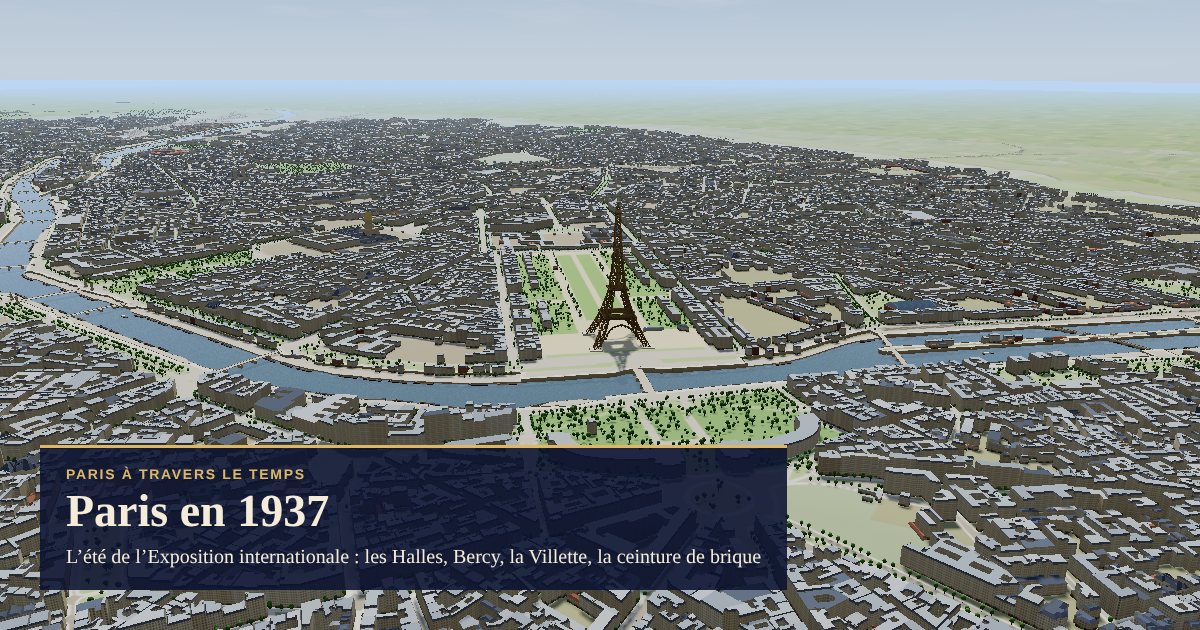 PARIS À TRAVERS LE TEMPS
Paris en 1937
L’été de l’Exposition internationale : les Halles, Bercy, la Villette, la ceinture de brique